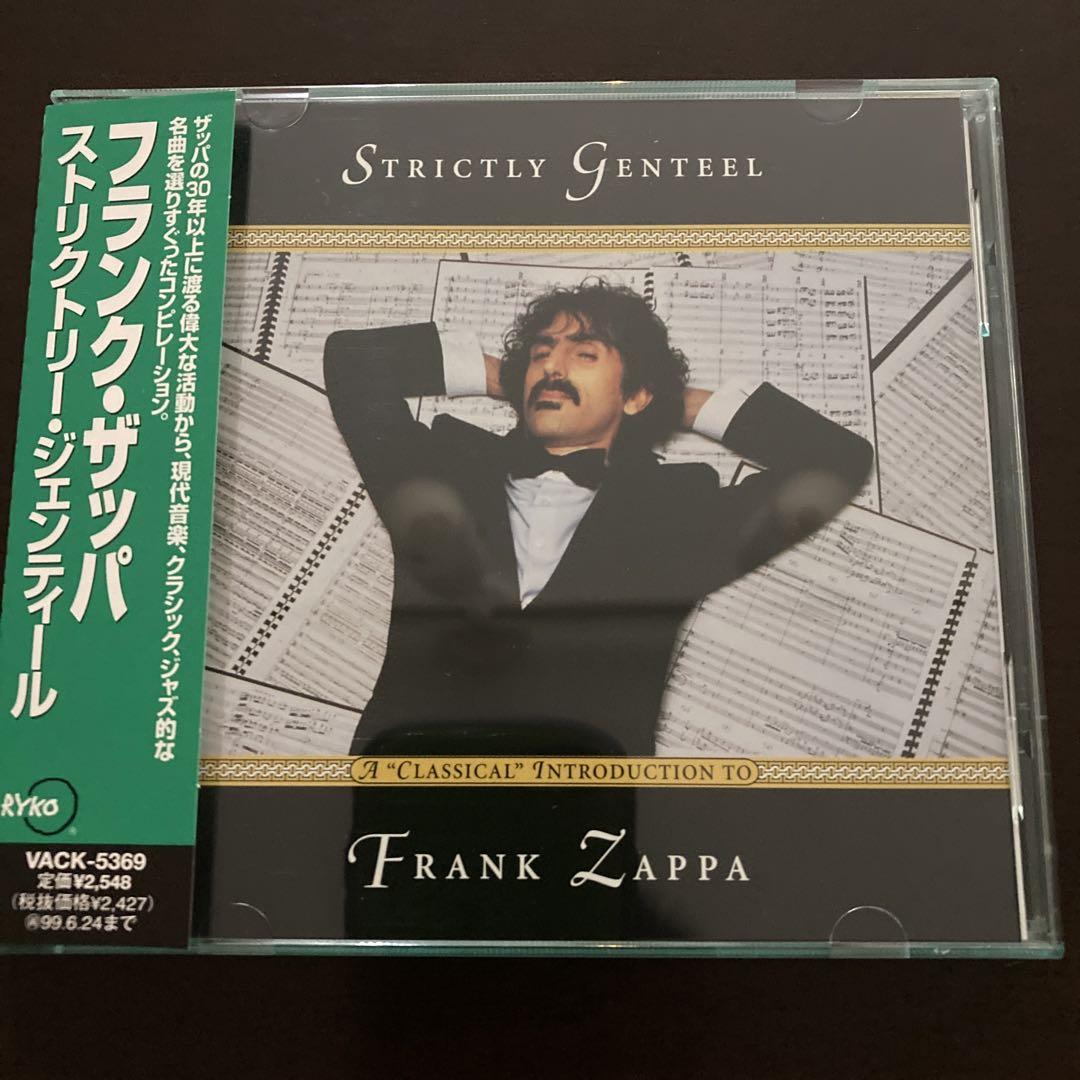 フランク・ザッパ
ストリクトリー・ジェンティール
ザッパの30年以上に渡る偉大な活動から、現代音楽、クラシック、ジャズ的な
名曲を選りすぐったコンピレーション。
RYKO
VACK-5369
定価¥2,548
(税抜価格¥2,427)
99.6.24まで
STRICTLY GENTEEL
A "CLASSICAL" INTRODUCTION TO
FRANK ZAPPA